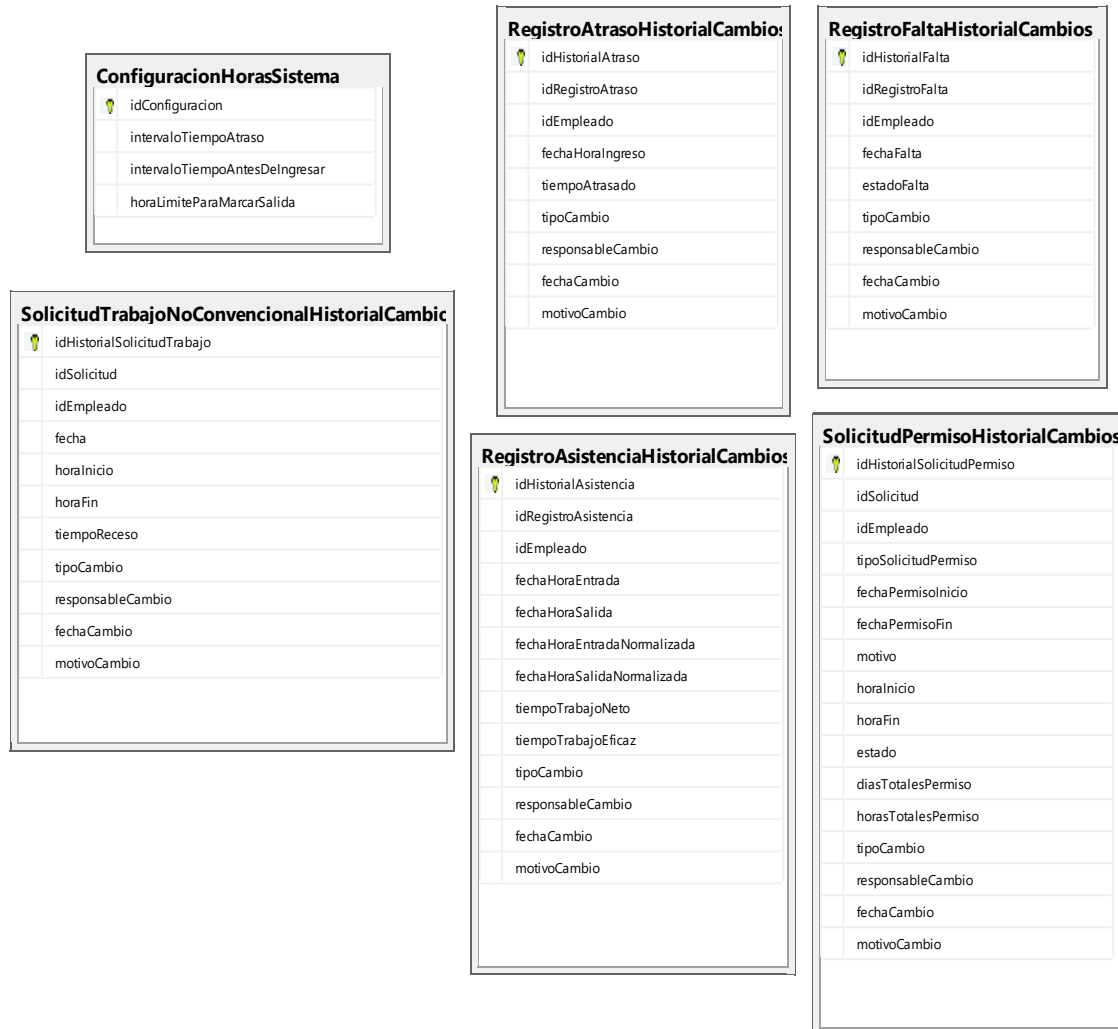 ConfiguracionHorasSistema
idConfiguracion
intervaloTiempoAtraso
intervaloTiempoAntesDeIngresar
horaLimiteParaMarcarSalida
RegistroAtrasoHistorialCambios
idHistorialAtraso
idRegistroAtraso
idEmpleado
fechaHoraIngreso
tiempoAtrasado
tipoCambio
responsableCambio
fechaCambio
motivoCambio
RegistroFaltaHistorialCambios
idHistorialFalta
idRegistroFalta
idEmpleado
fechaFalta
estadoFalta
tipoCambio
responsableCambio
fechaCambio
motivoCambio
SolicitudTrabajoNoConvencionalHistorialCambic
idHistorialSolicitudTrabajo
idSolicitud
idEmpleado
fecha
horaInicio
horaFin
tiempoReceso
tipoCambio
responsableCambio
fechaCambio
motivoCambio
RegistroAsistenciaHistorialCambios
idHistorialAsistencia
idRegistroAsistencia
idEmpleado
fechaHoraEntrada
fechaHoraSalida
fechaHoraEntradaNormalizada
fechaHoraSalidaNormalizada
tiempoTrabajoNeto
tiempoTrabajoEficaz
tipoCambio
responsableCambio
fechaCambio
motivoCambio
SolicitudPermisoHistorialCambios
idHistorialSolicitudPermiso
idSolicitud
idEmpleado
tipoSolicitudPermiso
fechaPermisoInicio
fechaPermisoFin
motivo
horaInicio
horaFin
estado
diasTotalesPermiso
horasTotalesPermiso
tipoCambio
responsableCambio
fechaCambio
motivoCambio